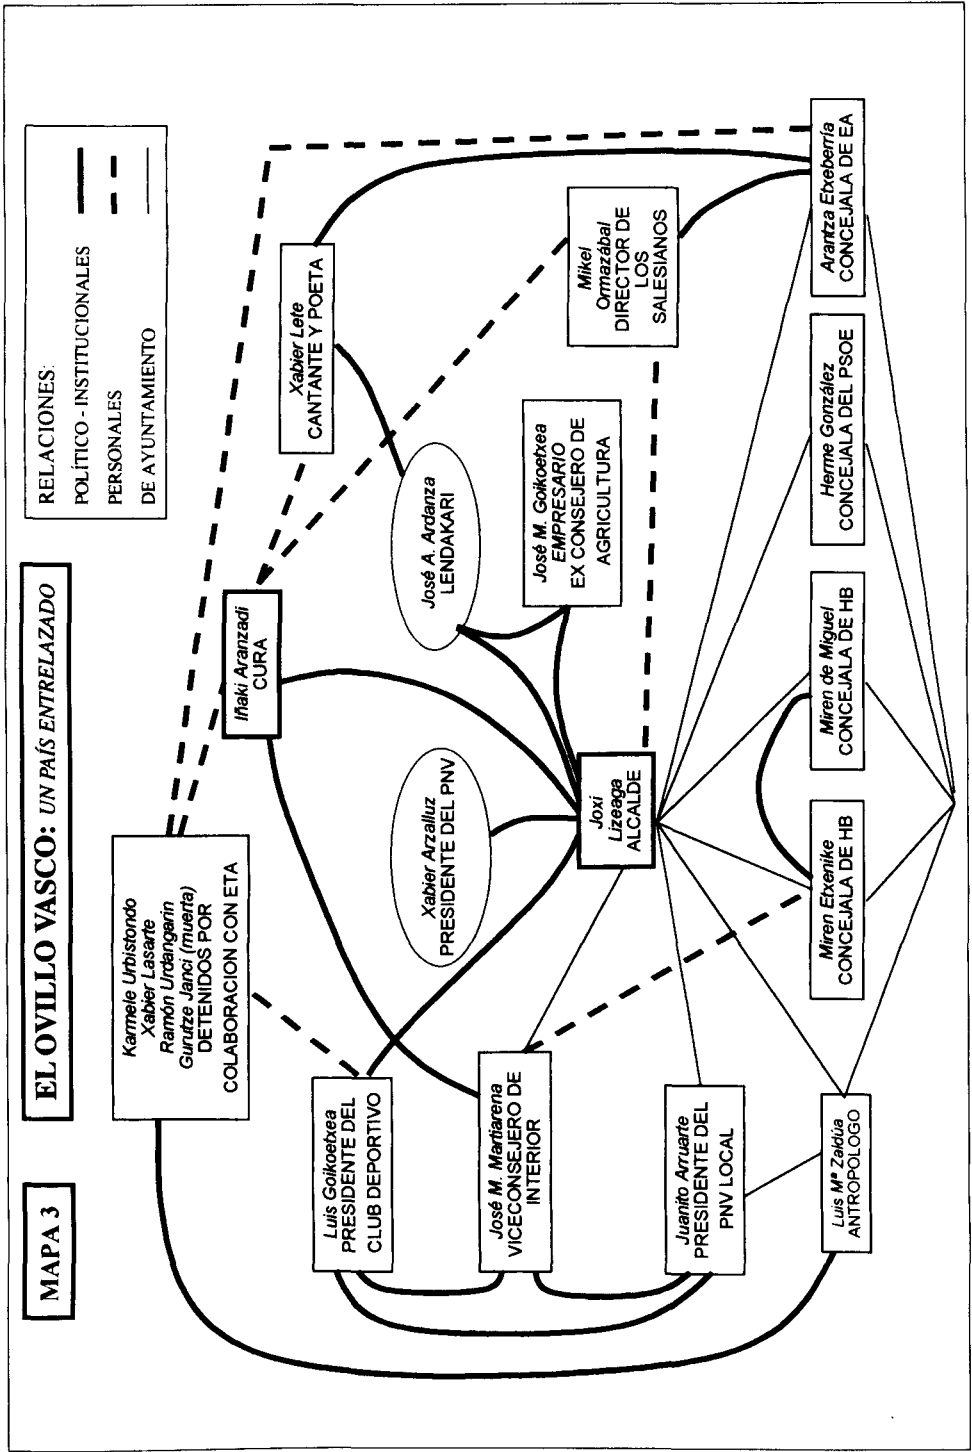 MAPA 3
EL OVILLO VASCO: UN PAÍS ENTRELAZADO
RELACIONES:
POLÍTICO - INSTITUCIONALES
PERSONALES
DE AYUNTAMIENTO
Karmele Urbistondo
Xabier Lasarte
Ramón Urdangarin
Gurutze Janci (muerta)
DETENIDOS POR
COLABORACION CON ETA
Iñaki Aranzadi
CURA
Xabier Lete
CANTANTE Y POETA
Luis Goikoetxea
PRESIDENTE DEL
CLUB DEPORTIVO
Xabier Arzalluz
PRESIDENTE DEL PNV
José A. Ardanza
LENDAKARI
José M. Martiarena
VICECONSEJERO DE
INTERIOR
José M. Goikoetxea
EMPRESARIO
EX CONSEJERO DE
AGRICULTURA
Mikel
Ormazábal
DIRECTOR DE
LOS
SALESIANOS
Joxi
Lizeaga
ALCALDE
Juanito Arruarte
PRESIDENTE DEL
PNV LOCAL
Luis Mª Zaldúa
ANTROPOLOGO
Miren Etxenike
CONCEJALA DE HB
Miren de Miguel
CONCEJALA DE HB
Herme González
CONCEJALA DEL PSOE
Arantza Etxeberría
CONCEJALA DE EA